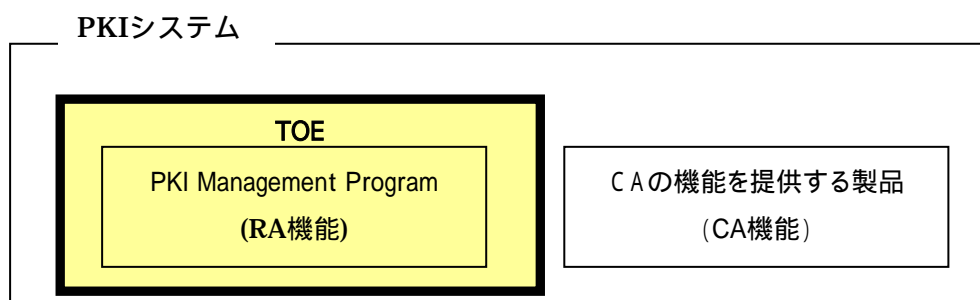 PKIシステム
TOE
PKI Management Program
(RA機能)
CAの機能を提供する製品
(CA機能)